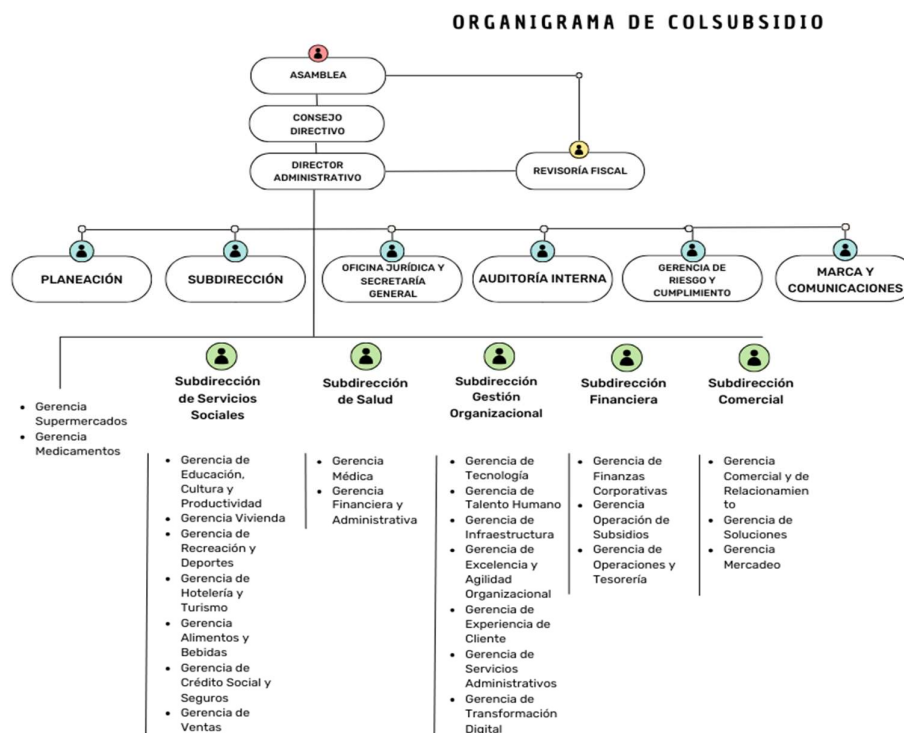 ORGANIGRAMA DE COLSUBSIDIO
ASAMBLEA
CONSEJO
DIRECTIVO
DIRECTOR
ADMINISTRATIVO
REVISORÍA FISCAL
PLANEACIÓN
SUBDIRECCIÓN
OFICINA JURÍDICA Y
SECRETARÍA
GENERAL
AUDITORÍA INTERNA
GERENCIA DE
RIESGO Y
CUMPLIMIENTO
MARCA Y
COMUNICACIONES
Gerencia
Supermercados
Gerencia
Medicamentos
Subdirección
de Servicios
Sociales
Gerencia de
Educación,
Cultura y
Productividad
Gerencia Vivienda
Gerencia de
Recreación y
Deportes
Gerencia de
Hotelería y
Turismo
Gerencia
Alimentos y
Bebidas
Gerencia de
Crédito Social y
Seguros
Gerencia de
Ventas
Subdirección
de Salud
Gerencia
Médica
Gerencia
Financiera y
Administrativa
Subdirección
Gestión
Organizacional
Gerencia de
Tecnología
Gerencia de
Talento Humano
Gerencia de
Infraestructura
Gerencia de
Excelencia y
Agilidad
Organizacional
Gerencia de
Experiencia de
Cliente
Gerencia de
Servicios
Administrativos
Gerencia de
Transformación
Digital
Subdirección
Financiera
Gerencia de
Finanzas
Corporativas
Gerencia
Operación de
Subsidios
Gerencia de
Operaciones y
Tesorería
Subdirección
Comercial
Gerencia
Comercial y de
Relacionamien
to
Gerencia de
Soluciones
Gerencia
Mercadeo